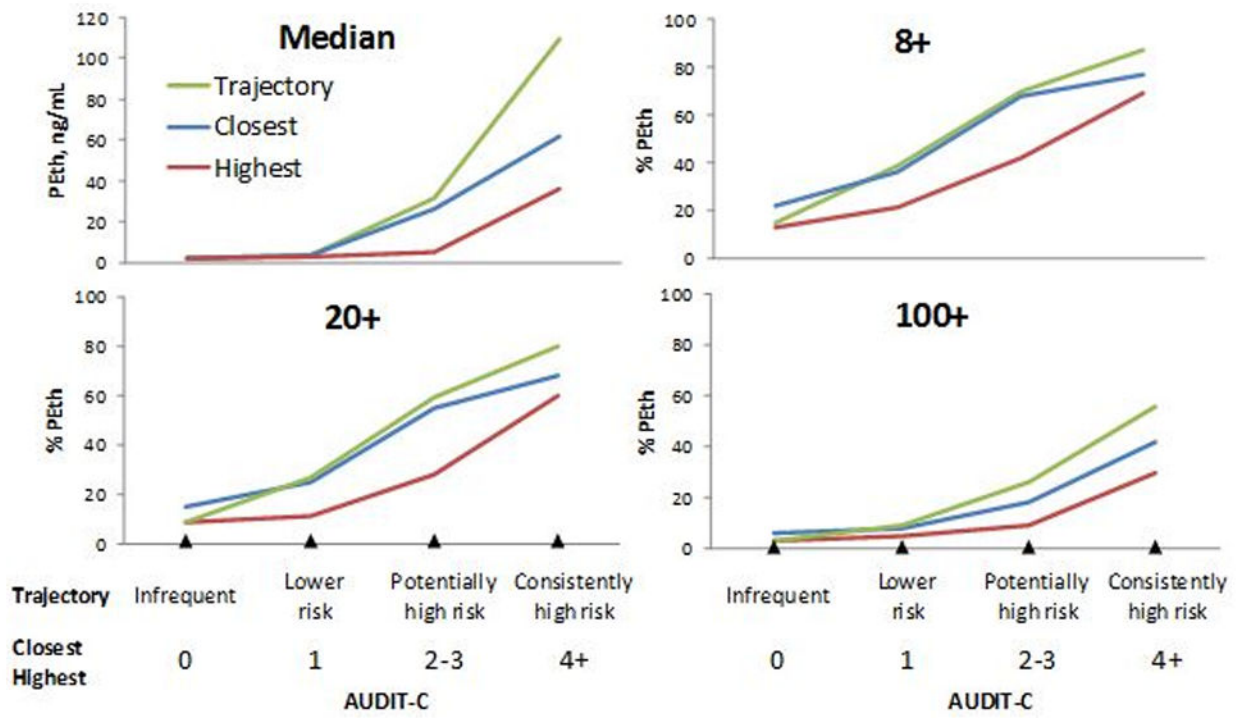 Median
PEth, ng/mL
120
100
80
60
40
20
0
Trajectory
Closest
Highest
8+
% PEth
100
80
60
40
20
0
20+
% PEth
100
80
60
40
20
0
100+
% PEth
100
80
60
40
20
0
Trajectory Infrequent Lower risk Potentially high risk Consistently high risk
Infrequent Lower risk Potentially high risk Consistently high risk
Closest
Highest
0 1 2-3 4+
0 1 2-3 4+
AUDIT-C
AUDIT-C